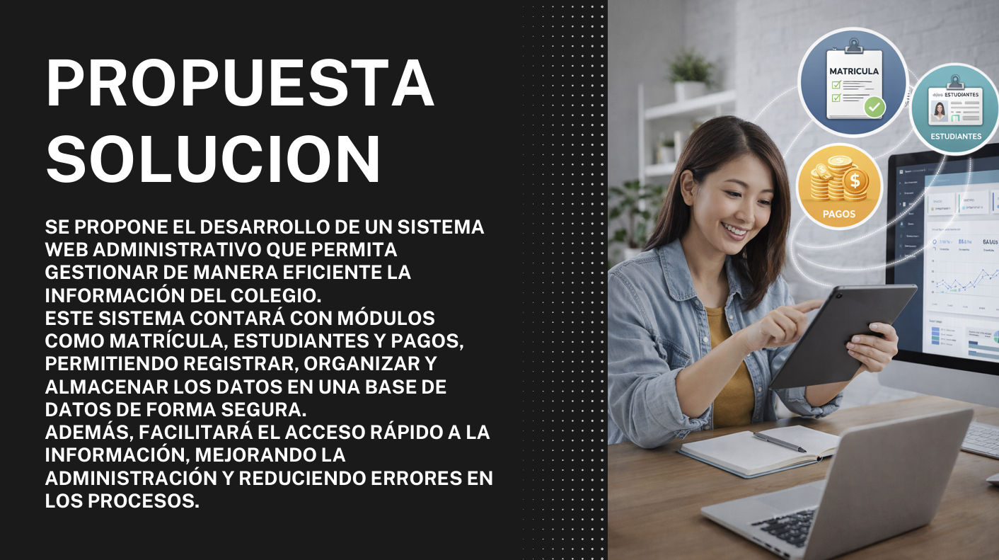 PROPUESTA
SOLUCION
SE PROPONE EL DESARROLLO DE UN SISTEMA
WEB ADMINISTRATIVO QUE PERMITA
GESTIONAR DE MANERA EFICIENTE LA
INFORMACIÓN DEL COLEGIO.
ESTE SISTEMA CONTARÁ CON MÓDULOS
COMO MATRÍCULA, ESTUDIANTES Y PAGOS,
PERMITIENDO REGISTRAR, ORGANIZAR Y
ALMACENAR LOS DATOS EN UNA BASE DE
DATOS DE FORMA SEGURA.
ADEMÁS, FACILITARÁ EL ACCESO RÁPIDO A LA
INFORMACIÓN, MEJORANDO LA
ADMINISTRACIÓN Y REDUCIENDO ERRORES EN
LOS PROCESOS.
MATRICULA
ESTUDIANTES
ESTUDIANTES
$
PAGOS